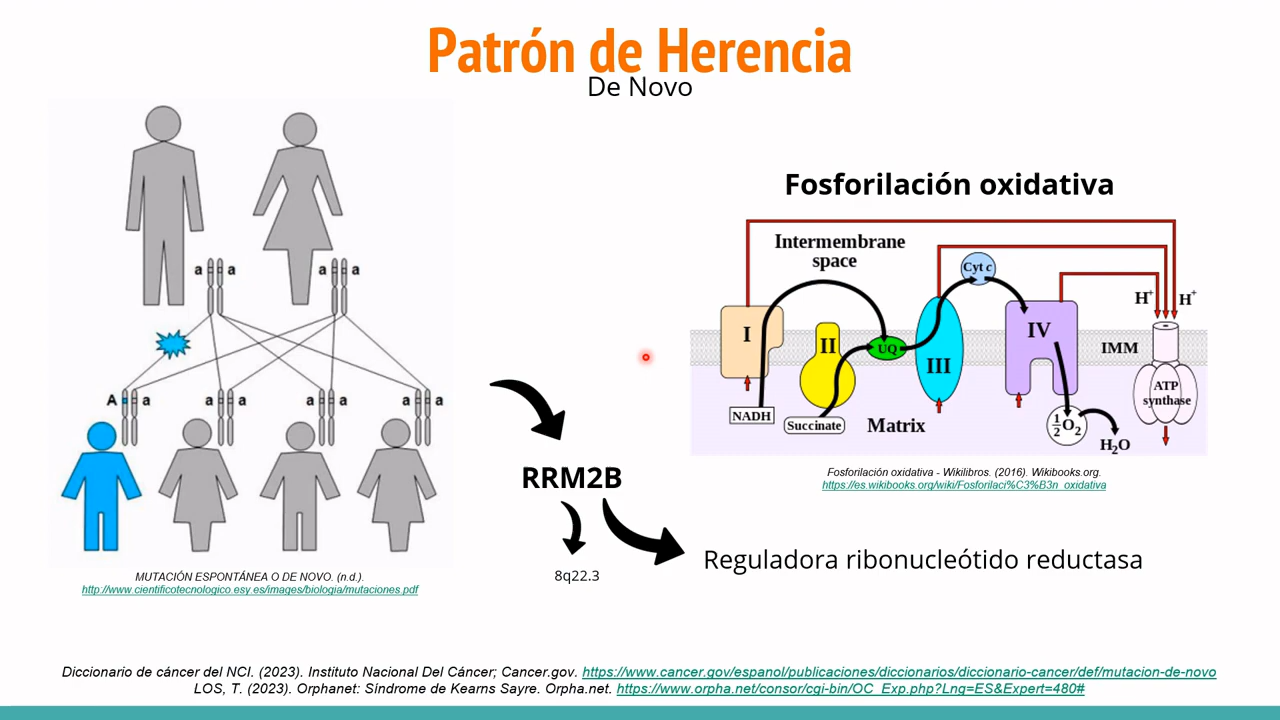 Patrón de Herencia
De Novo
a a a a
A a a a a a a a
MUTACIÓN ESPONTÁNEA O DE NOVO. (n.d.).
http://www.cientificotecnologico.esy.es/images/biologia/mutaciones.pdf
RRM2B
8q22.3
Fosforilación oxidativa
Intermembrane
space
Cyt c
H+ H+
I
II
UQ
III
IV
IMM
ATP
synthase
NADH
Succinate
Matrix
½O2
H2O
Fosforilación oxidativa - Wikilibros. (2016). Wikibooks.org.
https://es.wikibooks.org/wiki/Fosforilaci%C3%B3n_oxidativa
Reguladora ribonucleótido reductasa
Diccionario de cáncer del NCI. (2023). Instituto Nacional Del Cáncer; Cancer.gov. https://www.cancer.gov/espanol/publicaciones/diccionarios/diccionario-cancer/def/mutacion-de-novo
LOS, T. (2023). Orphanet: Síndrome de Kearns Sayre. Orpha.net. https://www.orpha.net/consor/cgi-bin/OC_Exp.php?Lng=ES&Expert=480#